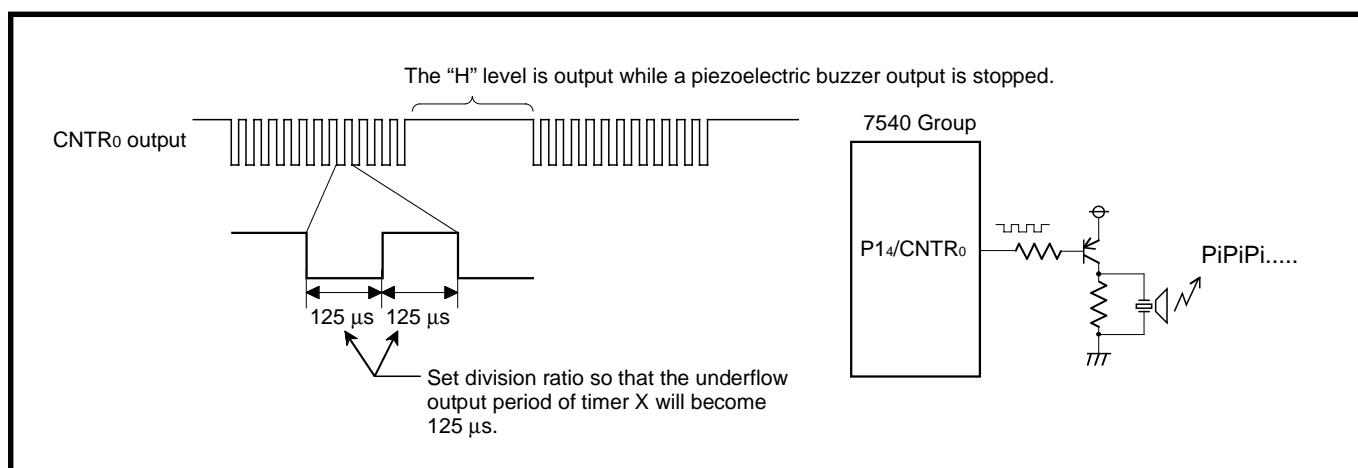 The “H” level is output while a piezoelectric buzzer output is stopped.
CNTR0 output
125 μs 125 μs
Set division ratio so that the underflow
output period of timer X will become
125 μs.
7540 Group
P14/CNTR0
PiPiPi.....